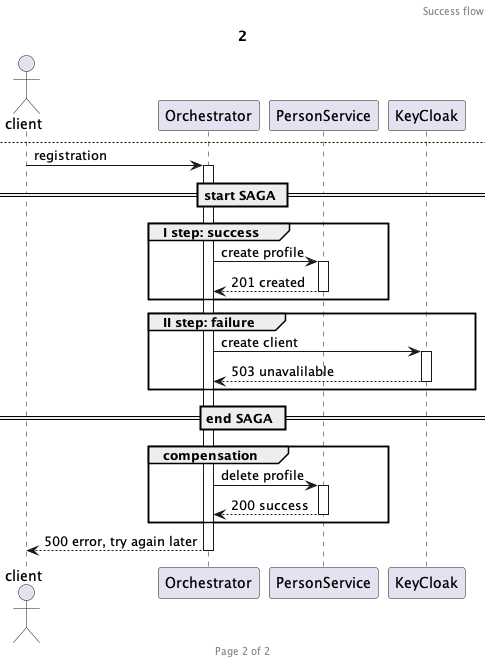 Success flow
2
client
Orchestrator PersonService KeyCloak
registration
start SAGA
I step: success
create profile
201 created
II step: failure
create client
503 unavalilable
end SAGA
compensation
delete profile
200 success
500 error, try again later
client
Orchestrator PersonService KeyCloak
Page 2 of 2